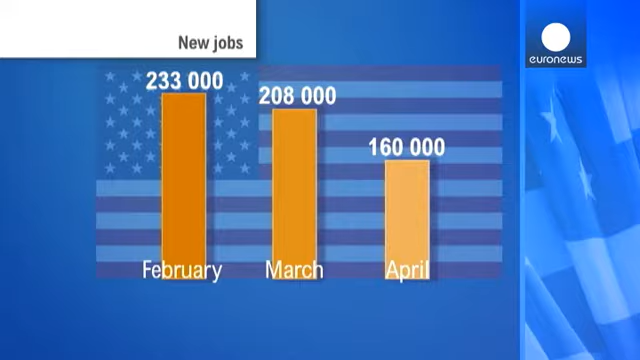 New jobs
euronews
233 000
208 000
160 000
February
March
April